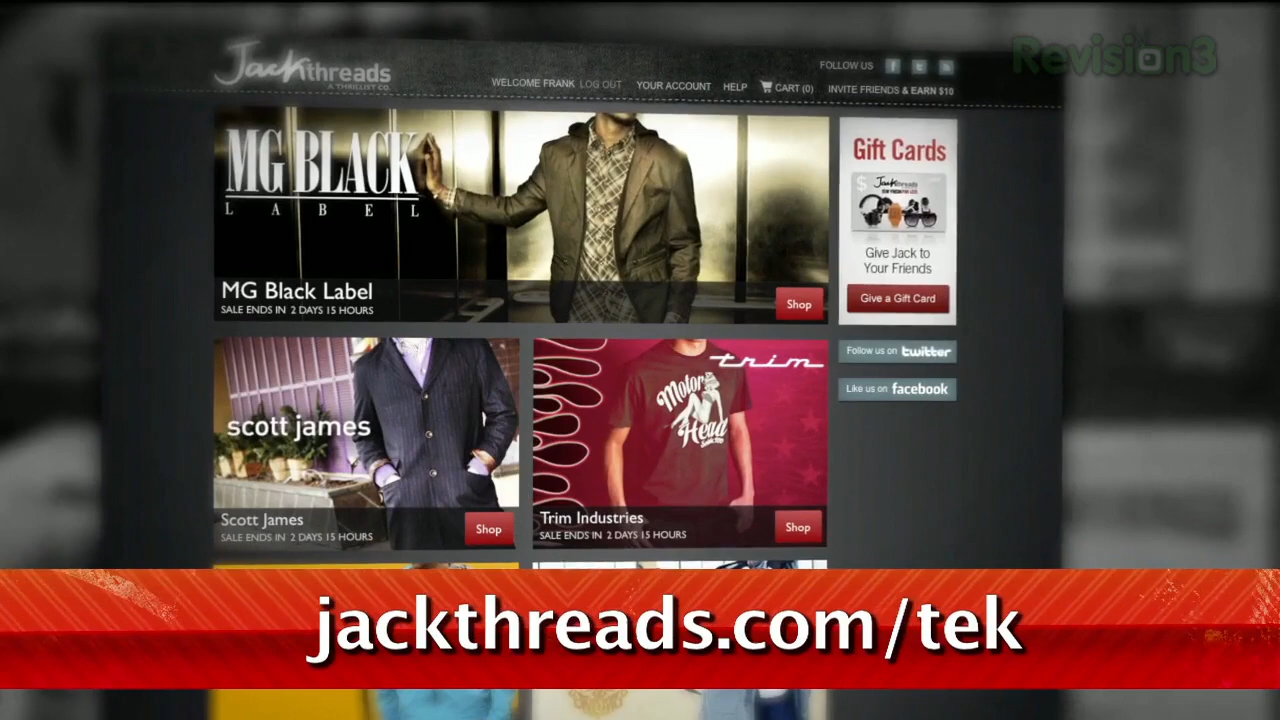 Jackthreads
A THRILLIST CO.
WELCOME FRANK LOG OUT YOUR ACCOUNT HELP CART (0) INVITE FRIENDS & EARN $10
FOLLOW US
Revision3
MG BLACK
LABEL
MG Black Label
SALE ENDS IN 2 DAYS 15 HOURS
Shop
Gift Cards
$
Jackthreads
Give Jack to
Your Friends
Give a Gift Card
Follow us on twitter
Like us on facebook
scott james
Scott James
SALE ENDS IN 2 DAYS 15 HOURS
Shop
trim
Motor
Head
Trim Industries
SALE ENDS IN 2 DAYS 15 HOURS
Shop
jackthreads.com/tek